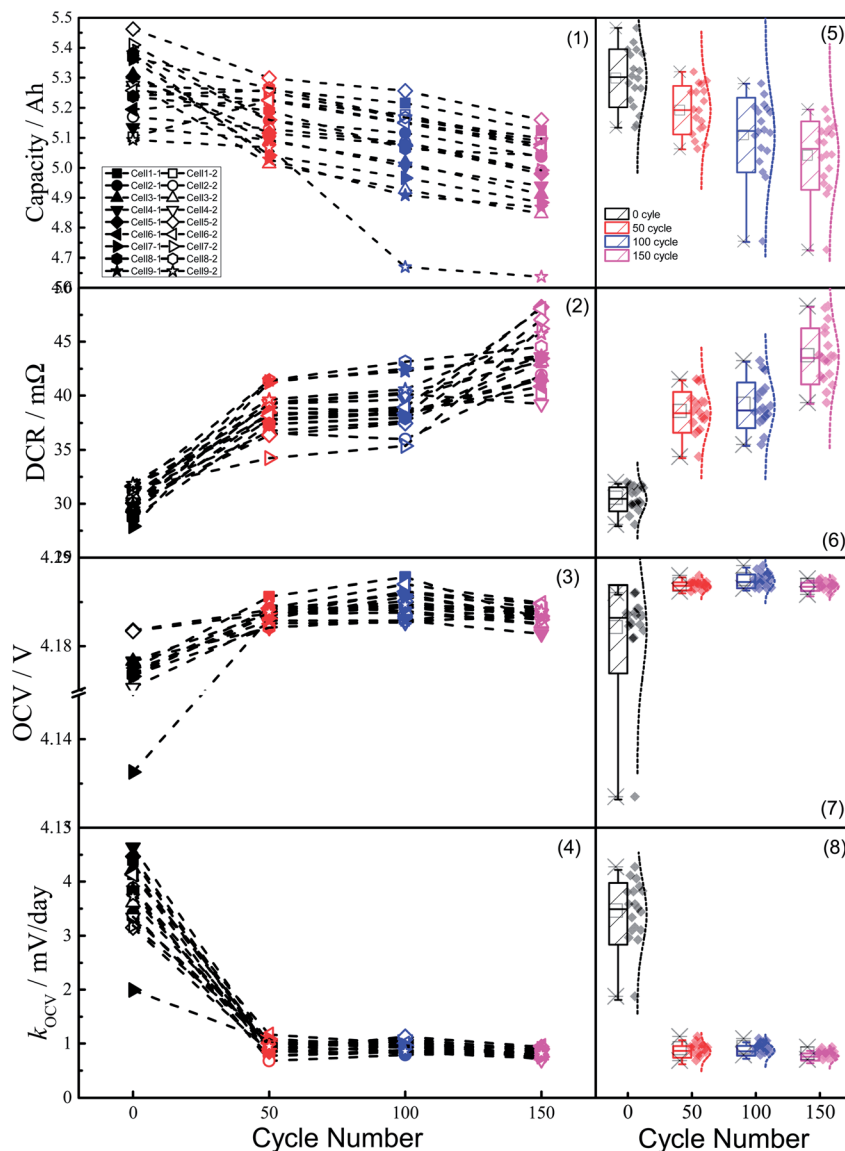 5.5
5.4
5.3
5.2
5.1
5.0
4.9
4.8
4.7
4.6
Capacity / Ah
(1)
Cell1-1 Cell1-2
Cell2-1 Cell2-2
Cell3-1 Cell3-2
Cell4-1 Cell4-2
Cell5-1 Cell5-2
Cell6-1 Cell6-2
Cell7-1 Cell7-2
Cell8-1 Cell8-2
Cell9-1 Cell9-2
(5)
0 cyle
50 cycle
100 cycle
150 cycle
45
40
35
30
DCR / mΩ
(2)
(6)
4.19
4.18
4.14
4.13
OCV / V
(3)
(7)
4
3
2
1
0
kOCV / mV/day
(4)
(8)
0 50 100 150
Cycle Number
0 50 100 150
Cycle Number